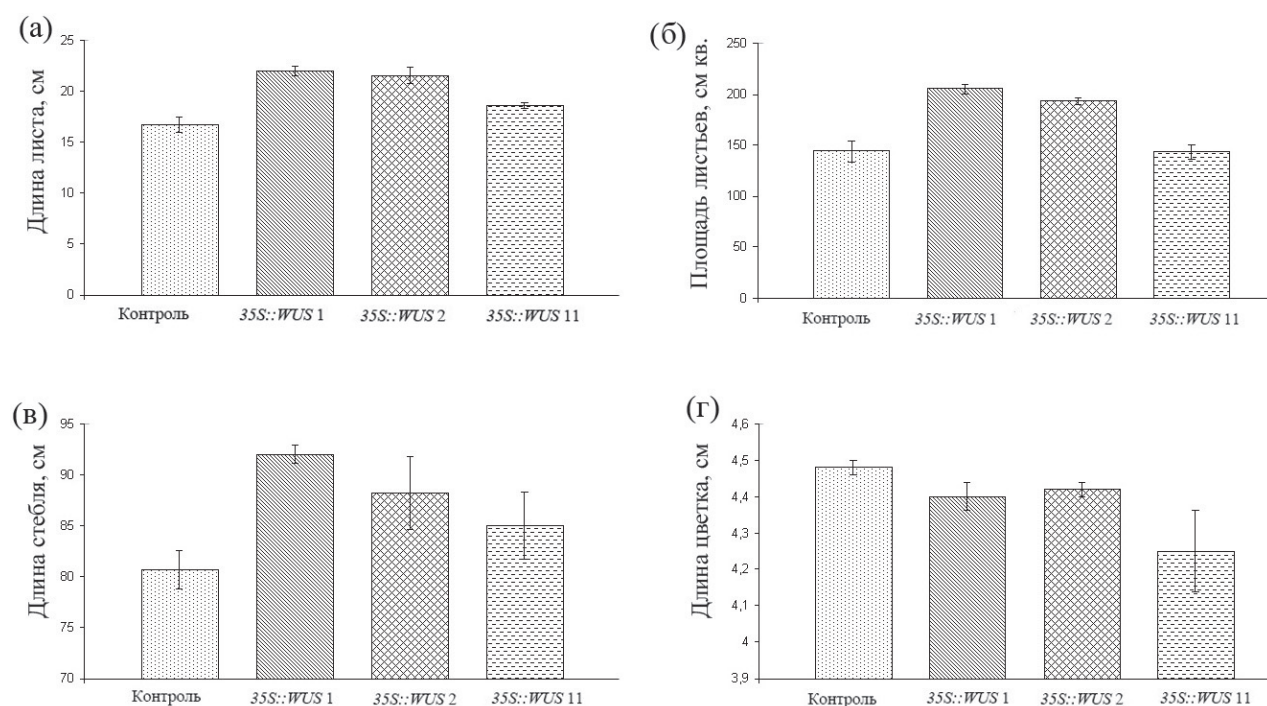 (а)
Длина листа, см
25
20
15
10
5
0
Контроль
35S::WUS 1
35S::WUS 2
35S::WUS 11
(б)
Площадь листьев, см кв.
250
200
150
100
50
0
Контроль
35S::WUS 1
35S::WUS 2
35S::WUS 11
(в)
Длина стебля, см
95
90
85
80
75
70
Контроль
35S::WUS 1
35S::WUS 2
35S::WUS 11
(г)
Длина цветка, см
4,6
4,5
4,4
4,3
4,2
4,1
4
3,9
Контроль
35S::WUS 1
35S::WUS 2
35S::WUS 11